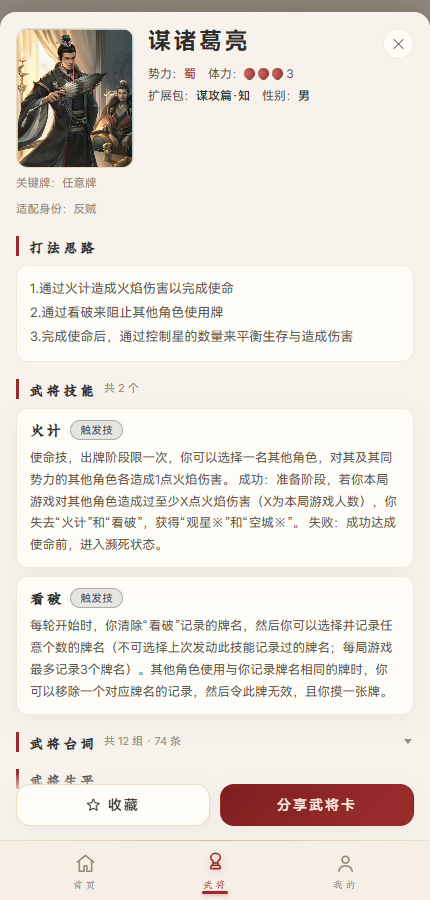 谋诸葛亮
势力：蜀 体力：3
扩展包：谋攻篇·知 性别：男
关键牌：任意牌
适配身份：反贼
打法思路
1.通过火计造成火焰伤害以完成使命
2.通过看破来阻止其他角色使用牌
3.完成使命后，通过控制星的数量来平衡生存与造成伤害
武将技能 共 2 个
火计 触发技
使命技，出牌阶段限一次，你可以选择一名其他角色，对其及其同
势力的其他角色各造成1点火焰伤害。 成功：准备阶段，若你本局
游戏对其他角色造成过至少X点火焰伤害（X为本局游戏人数），你
失去“火计”和“看破”，获得“观星※”和“空城※”。 失败：成功达成
使命前，进入濒死状态。
看破 触发技
每轮开始时，你清除“看破”记录的牌名，然后你可以选择并记录任
意个数的牌名（不可选择上次发动此技能记录过的牌名；每局游戏
最多记录3个牌名）。其他角色使用与你记录牌名相同的牌时，你
可以移除一个对应牌名的记录，然后令此牌无效，且你摸一张牌。
武将台词 共 12 组 · 74 条
武将生平
收藏 分享武将卡
首页 武将 我的